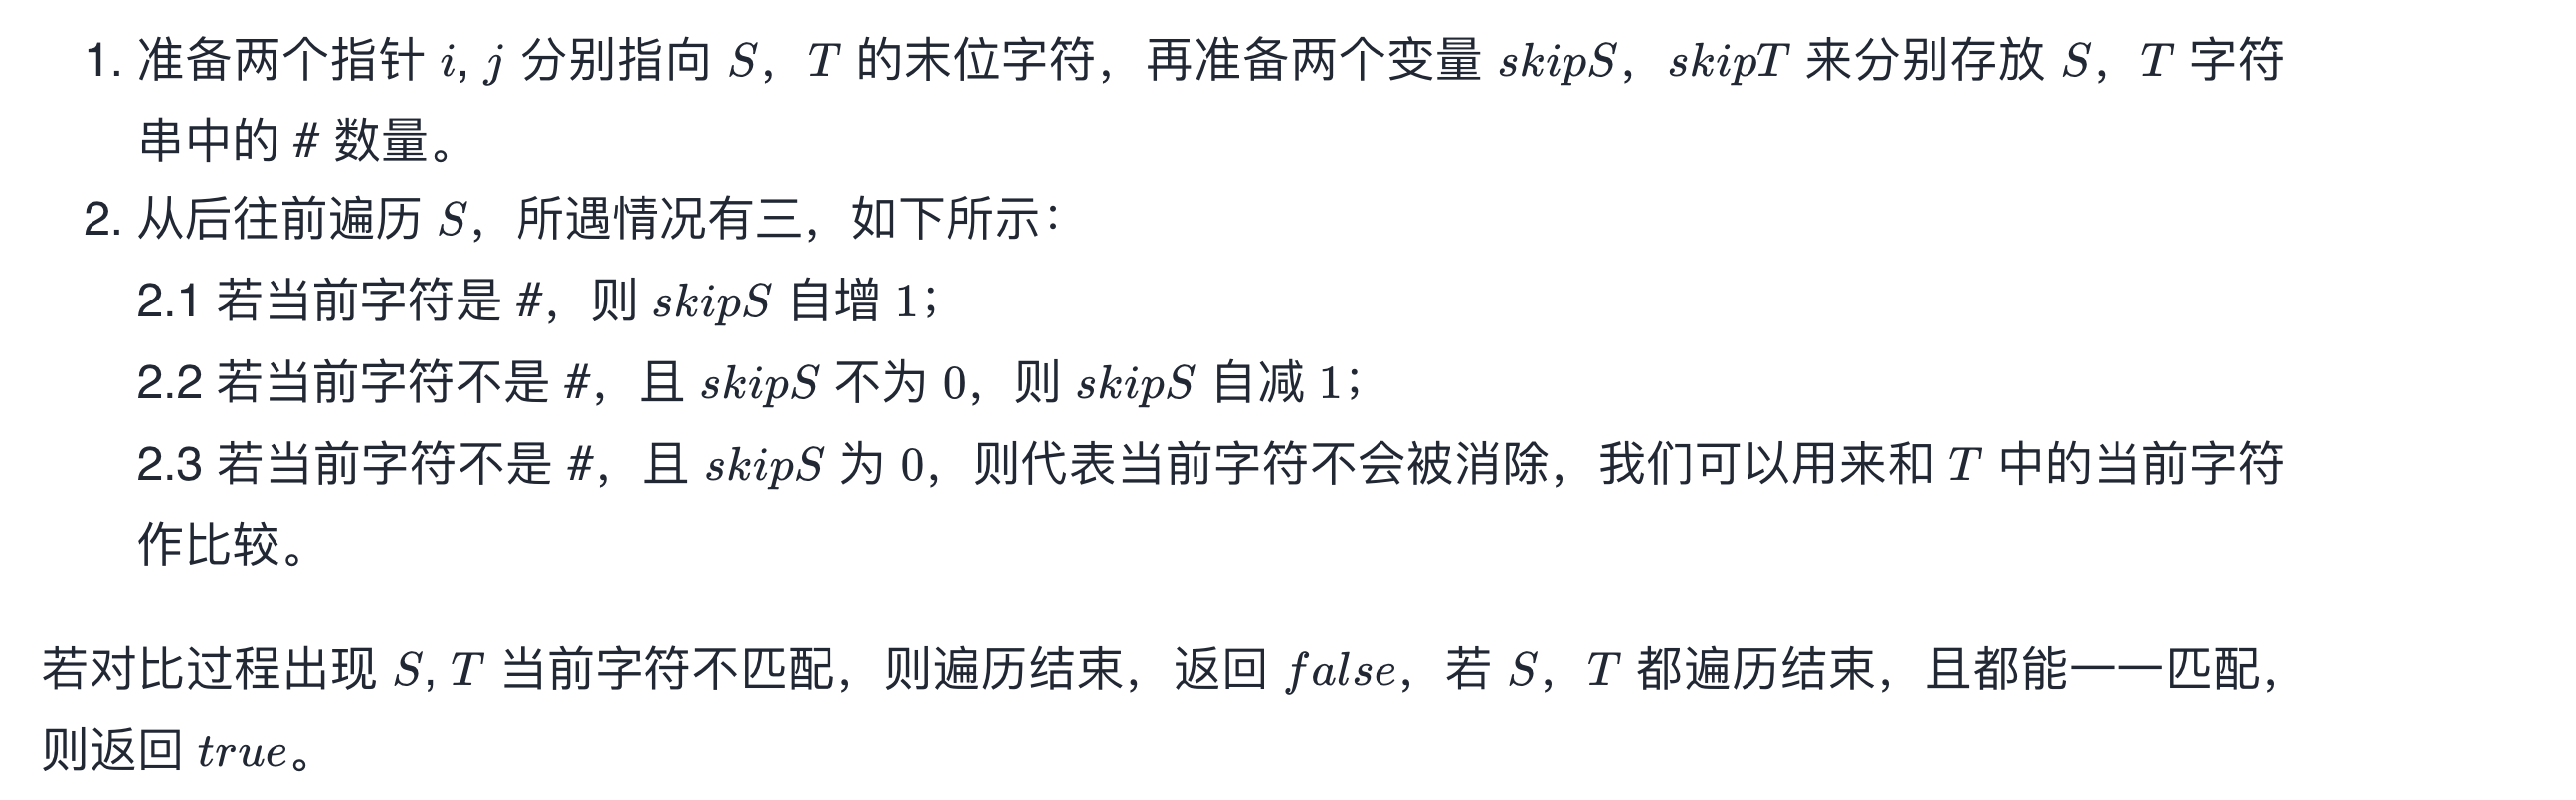 1. 准备两个指针 i, j 分别指向 S，T 的末位字符，再准备两个变量 skipS，skipT 来分别存放 S，T 字符
串中的 # 数量。
2. 从后往前遍历 S，所遇情况有三，如下所示：
2.1 若当前字符是 #，则 skipS 自增 1；
2.2 若当前字符不是 #，且 skipS 不为 0，则 skipS 自减 1；
2.3 若当前字符不是 #，且 skipS 为 0，则代表当前字符不会被消除，我们可以用来和 T 中的当前字符
作比较。
若对比过程出现 S, T 当前字符不匹配，则遍历结束，返回 false，若 S，T 都遍历结束，且都能一一匹配，
则返回 true。